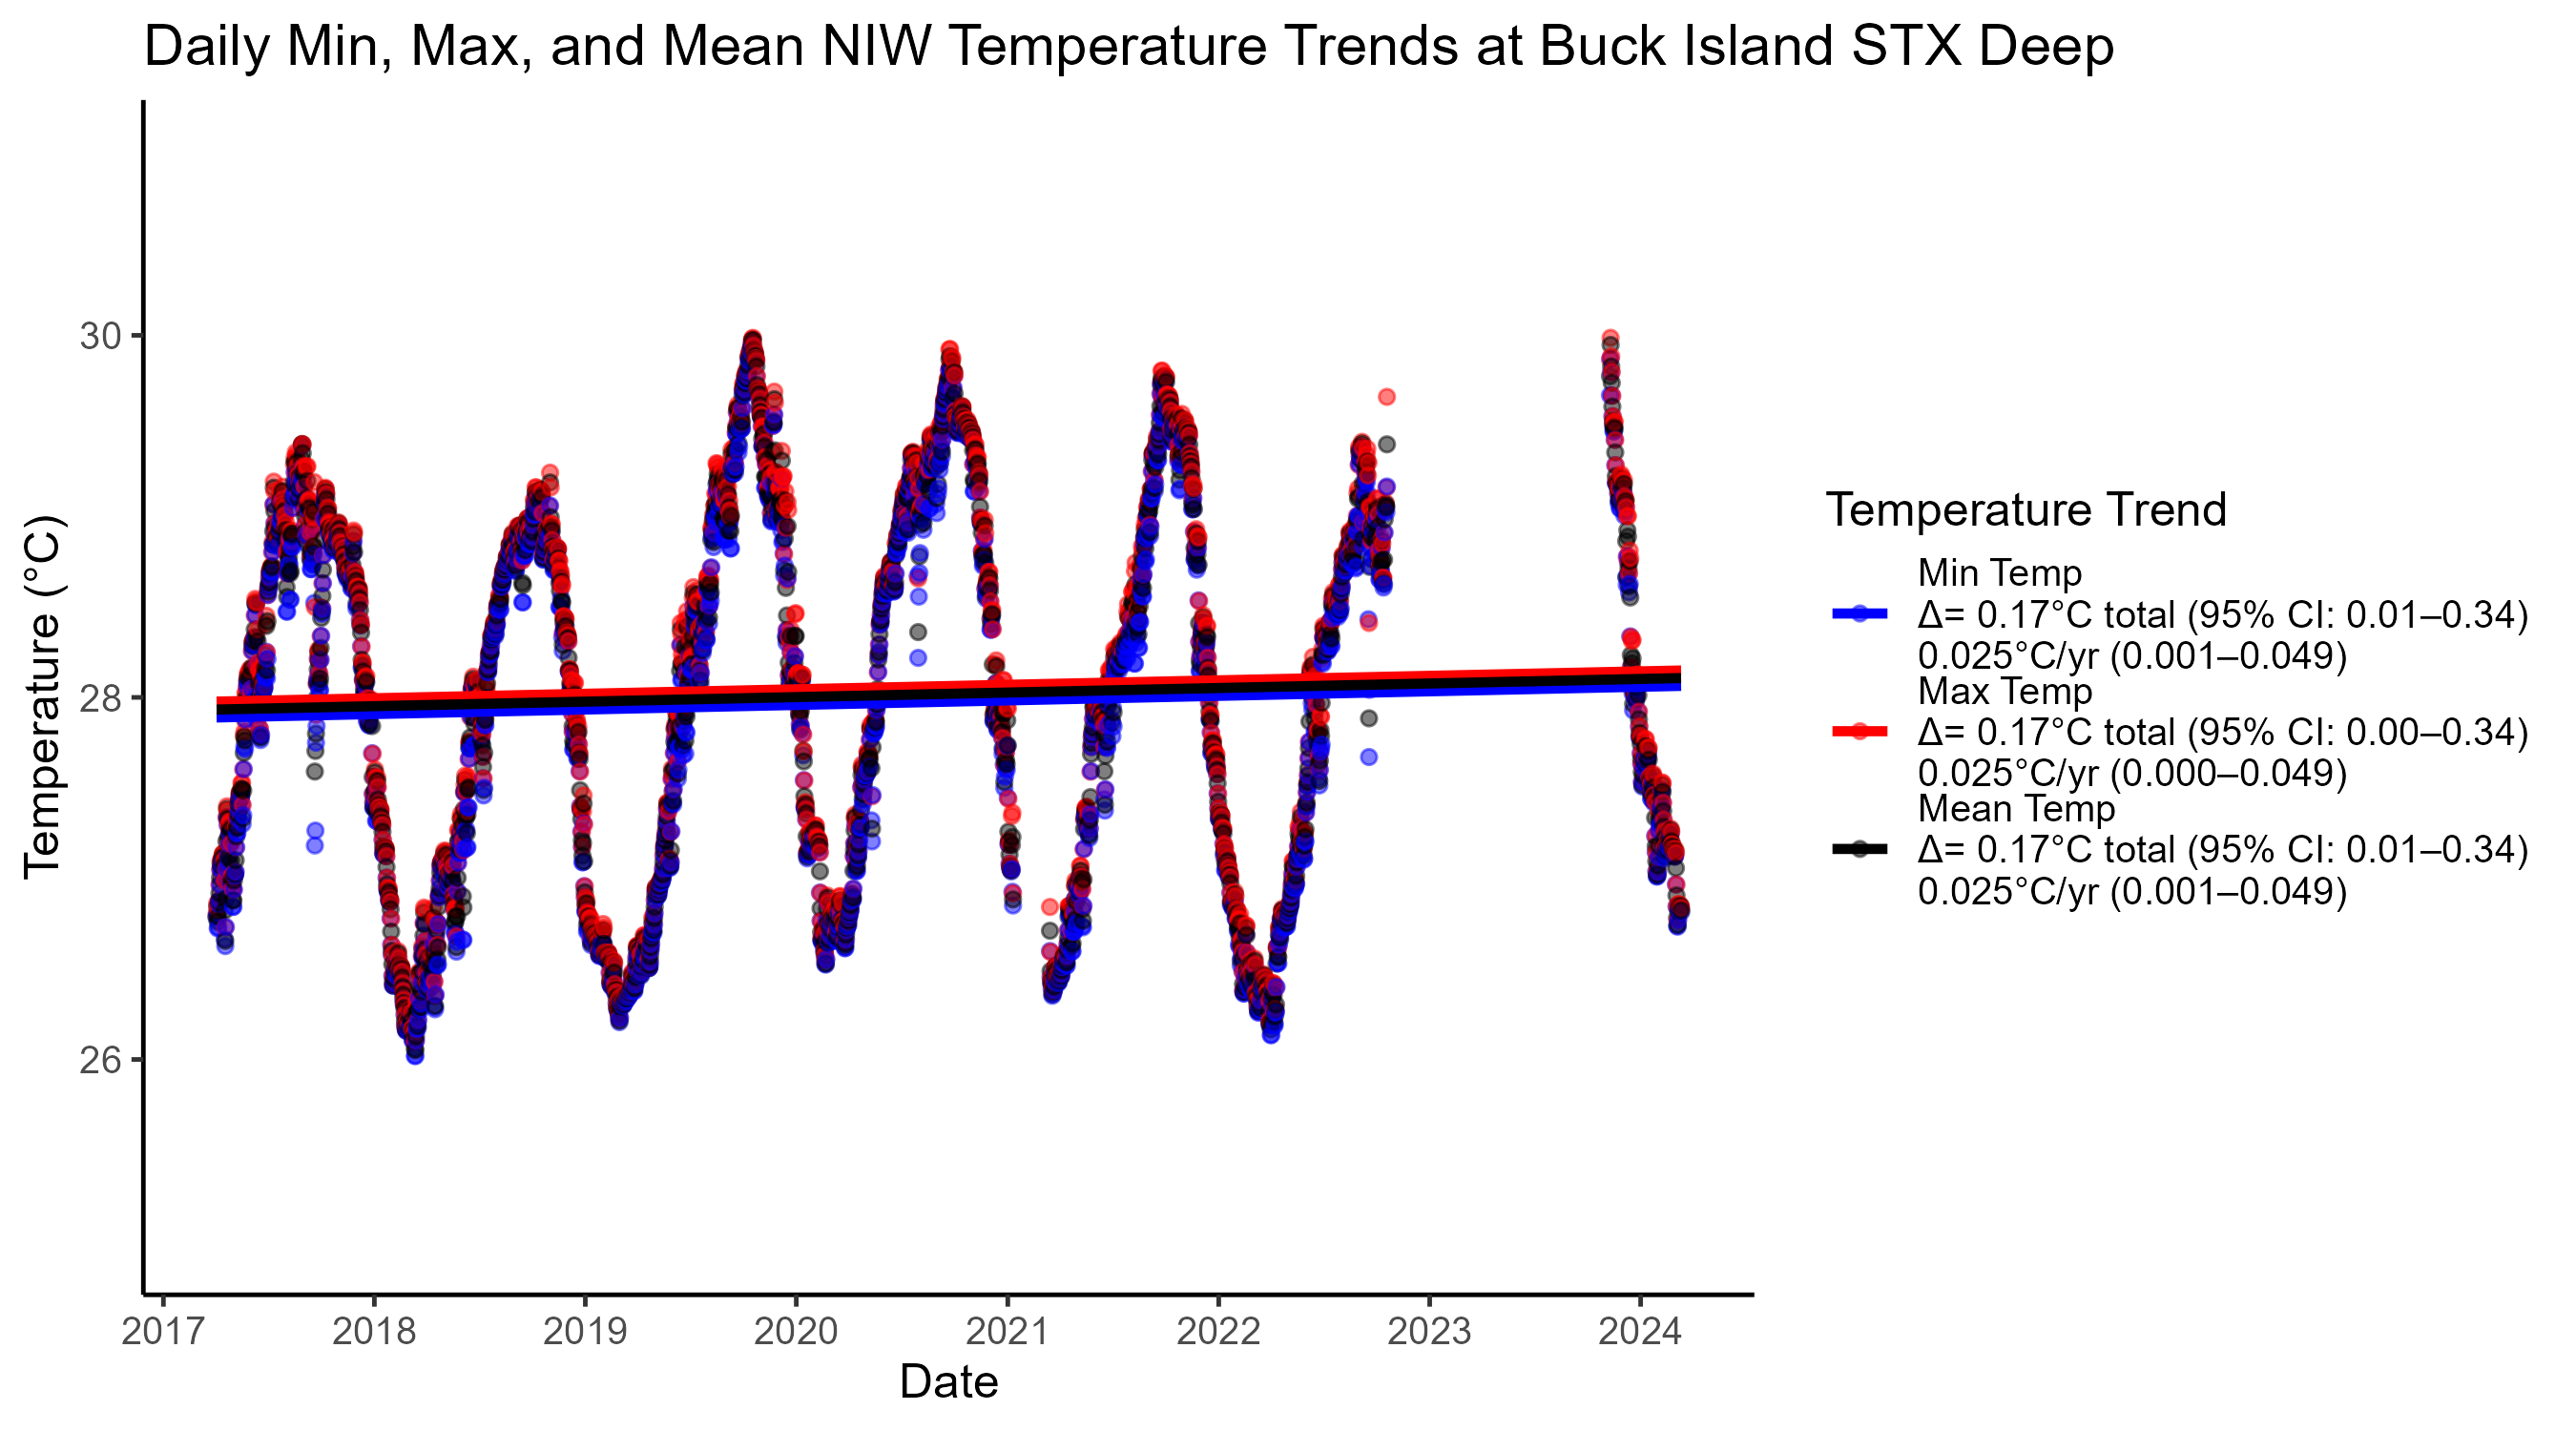 Daily Min, Max, and Mean NIW Temperature Trends at Buck Island STX Deep
Temperature (°C)
30
28
26
2017
2018
2019
2020
2021
2022
2023
2024
Date
Temperature Trend
Min Temp
Δ= 0.17°C total (95% CI: 0.01–0.34)
0.025°C/yr (0.001–0.049)
Max Temp
Δ= 0.17°C total (95% CI: 0.00–0.34)
0.025°C/yr (0.000–0.049)
Mean Temp
Δ= 0.17°C total (95% CI: 0.01–0.34)
0.025°C/yr (0.001–0.049)